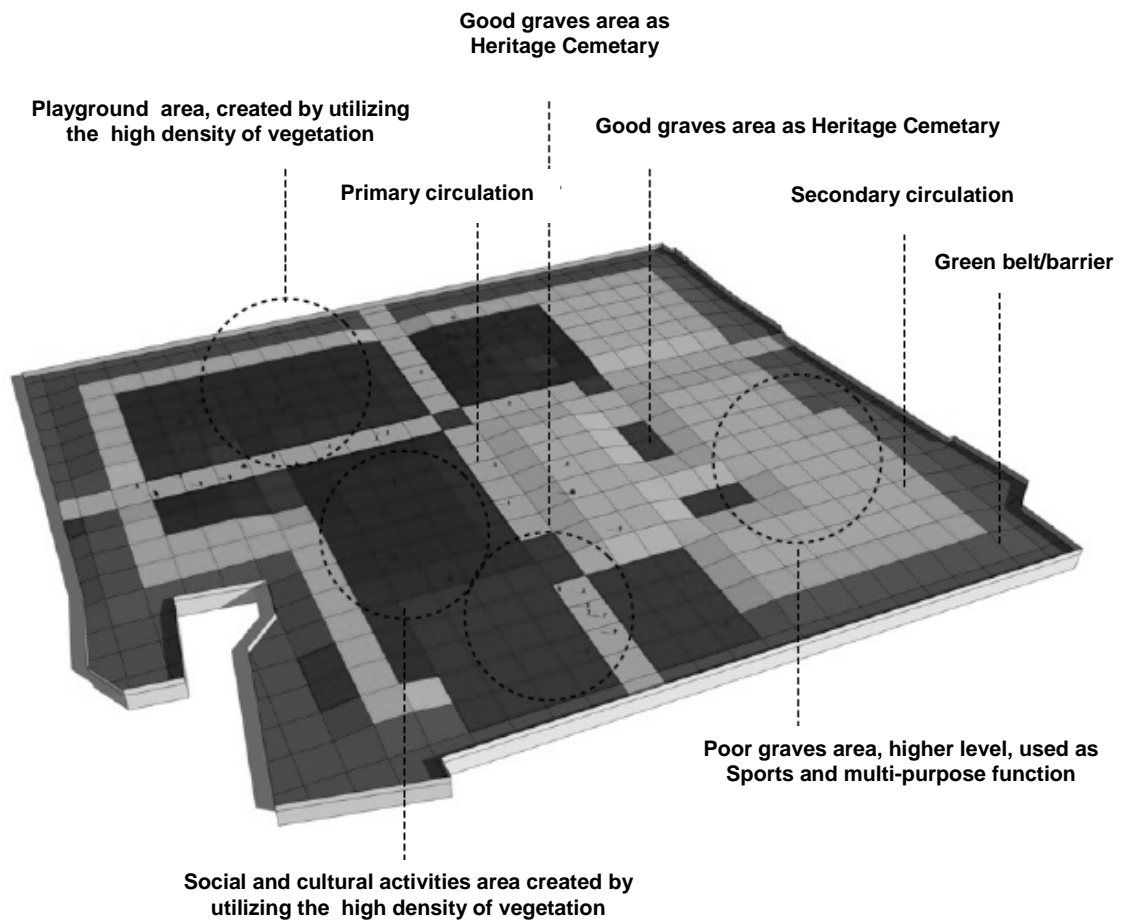 Good graves area as
Heritage Cemetary
Playground area, created by utilizing
the high density of vegetation
Good graves area as Heritage Cemetary
Primary circulation
Secondary circulation
Green belt/barrier
Poor graves area, higher level, used as
Sports and multi-purpose function
Social and cultural activities area created by
utilizing the high density of vegetation